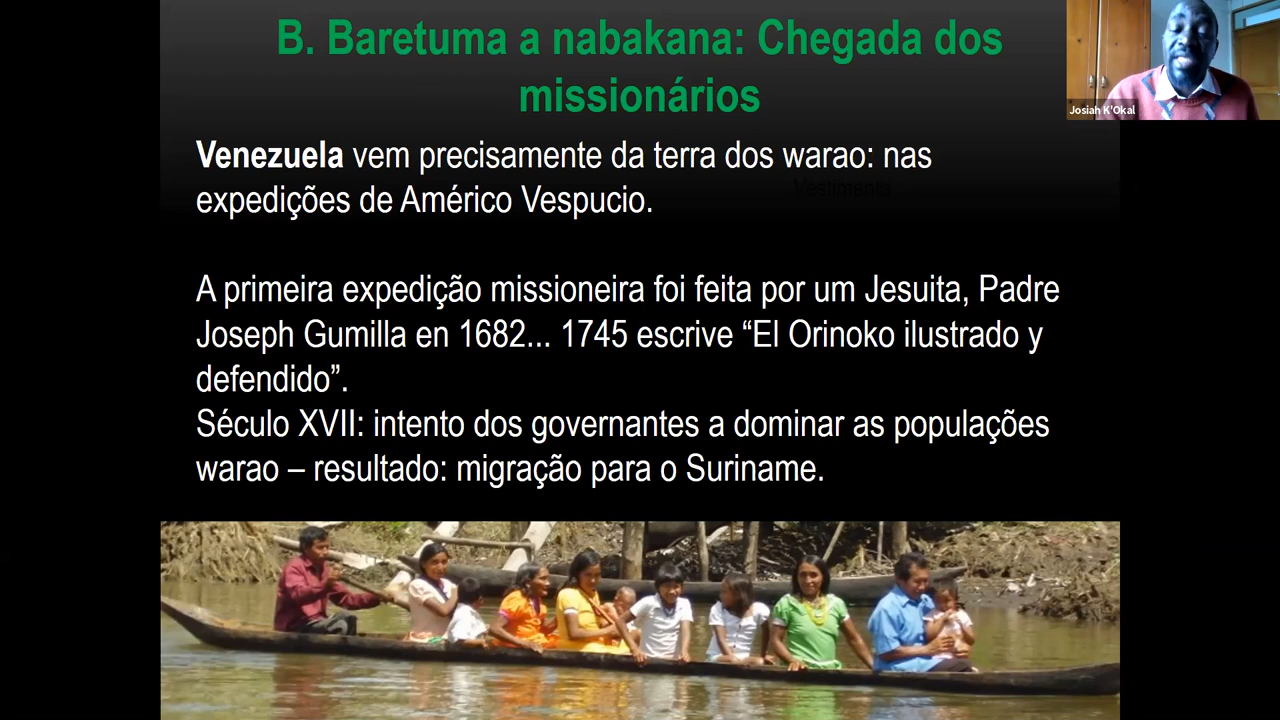 B. Baretuma a nabakana: Chegada dos
missionários
Josiah K'Okal
Venezuela vem precisamente da terra dos warao: nas
Vestimenta
expedições de Américo Vespucio.
A primeira expedição missioneira foi feita por um Jesuita, Padre
Joseph Gumilla en 1682... 1745 escrive “El Orinoko ilustrado y
defendido”.
Século XVII: intento dos governantes a dominar as populações
warao – resultado: migração para o Suriname.